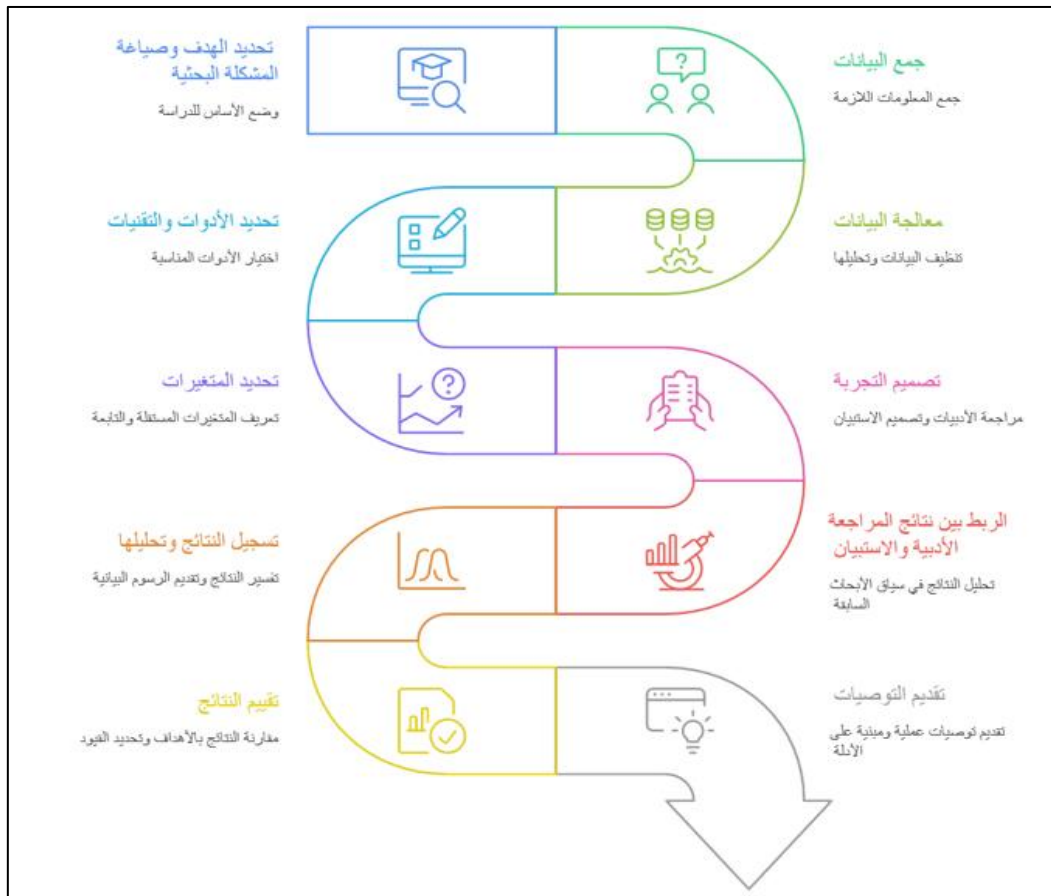 تحديد الهدف وصياغة
المشكلة البحثية
وضع الأساس للدراسة
جمع البيانات
جمع المعلومات اللازمة
معالجة البيانات
تنظيف البيانات وتحليلها
تحديد الأدوات والتقنيات
اختيار الأدوات المناسبة
تحديد المتغيرات
تعريف المتغيرات المستقلة والتابعة
تصميم التجربة
مراجعة الأدبيات وتصميم الاستبيان
الربط بين نتائج المراجعة
الأدبية والاستبيان
تحليل النتائج في سياق الأبحاث
السابقة
تسجيل النتائج وتحليلها
تفسير النتائج وتقديم الرسوم البيانية
تقييم النتائج
مقارنة النتائج بالأهداف وتحديد القيود
تقديم التوصيات
تقديم توصيات عملية ومبنية على
الأدلة